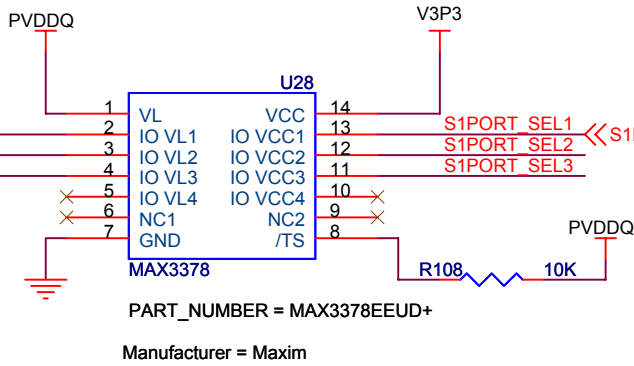 PVDDQ
V3P3
U28
1 VL VCC 14
2 IO VL1 IO VCC1 13 S1PORT_SEL1 S1
3 IO VL2 IO VCC2 12 S1PORT_SEL2
4 IO VL3 IO VCC3 11 S1PORT_SEL3
5 IO VL4 IO VCC4 10
6 NC1 NC2 9
7 GND /TS 8
PVDDQ
MAX3378
R108 10K
PART_NUMBER = MAX3378EEUD+
Manufacturer = Maxim